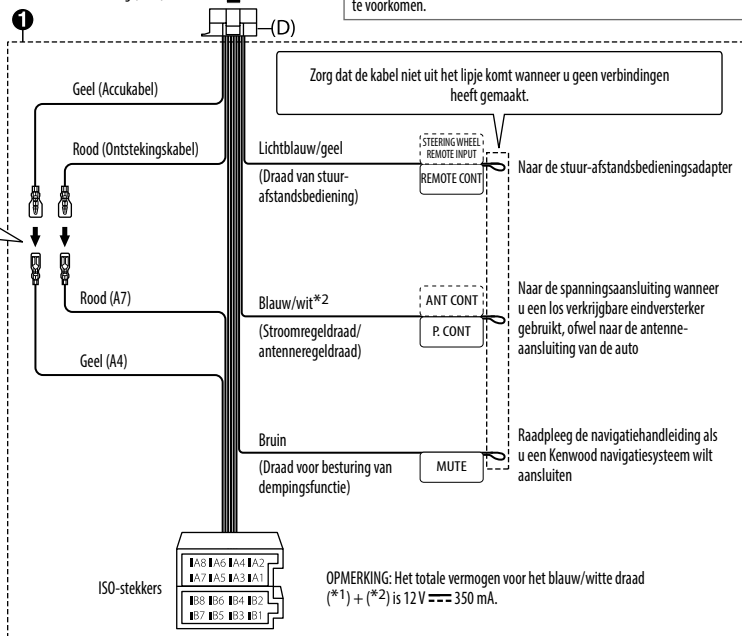 te voorkomen.
❶
(D)
Zorg dat de kabel niet uit het lipje komt wanneer u geen verbindingen
heeft gemaakt.
Geel (Accukabel)
Rood (Ontstekingskabel)
Lichtblauw/geel
(Draad van stuur-
afstandsbediening)
STEERING WHEEL
REMOTE INPUT
REMOTE CONT
Naar de stuur-afstandsbedieningsadapter
Rood (A7)
Geel (A4)
Blauw/wit*2
(Stroomregeldraad/
antenneregeldraad)
ANT CONT
P. CONT
Naar de spanningsaansluiting wanneer
u een los verkrijgbare eindversterker
gebruikt, ofwel naar de antenne-
aansluiting van de auto
Bruin
(Draad voor besturing van
dempingsfunctie)
MUTE
Raadpleeg de navigatiehandleiding als
u een Kenwood navigatiesysteem wilt
aansluiten
ISO-stekkers
A8 A6 A4 A2
A7 A5 A3 A1
B8 B6 B4 B2
B7 B5 B3 B1
OPMERKING: Het totale vermogen voor het blauw/witte draad
(*1) + (*2) is 12 V ⎓ 350 mA.